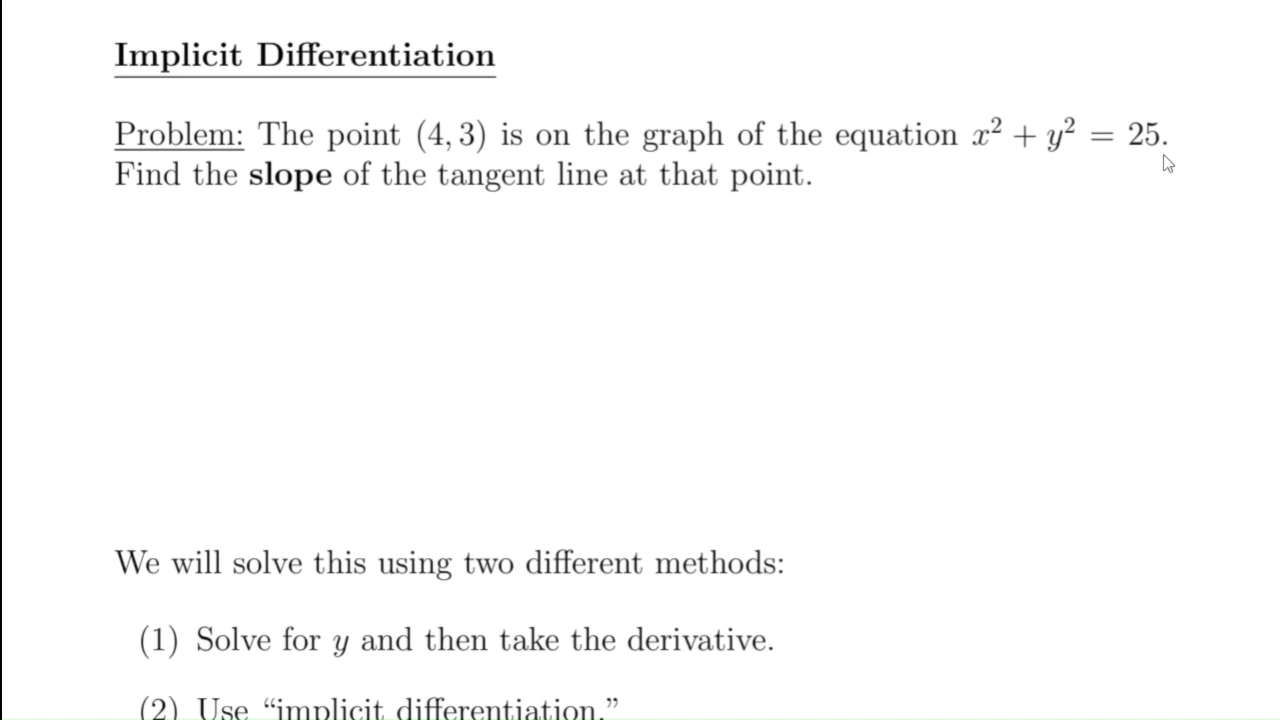 Implicit Differentiation
Problem: The point (4, 3) is on the graph of the equation x² + y² = 25.
Find the slope of the tangent line at that point.
We will solve this using two different methods:
(1) Solve for y and then take the derivative.
(2) Use “implicit differentiation.”